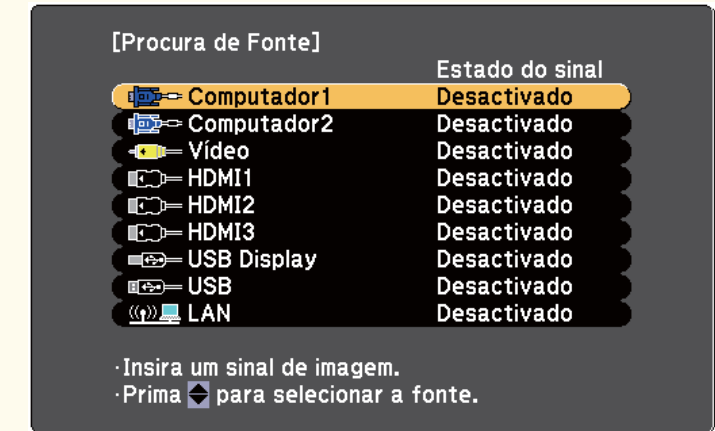 [Procura de Fonte]
Estado do sinal
Computador1 Desactivado
Computador2 Desactivado
Vídeo Desactivado
HDMI1 Desactivado
HDMI2 Desactivado
HDMI3 Desactivado
USB Display Desactivado
USB Desactivado
LAN Desactivado
·Insira um sinal de imagem.
·Prima para selecionar a fonte.